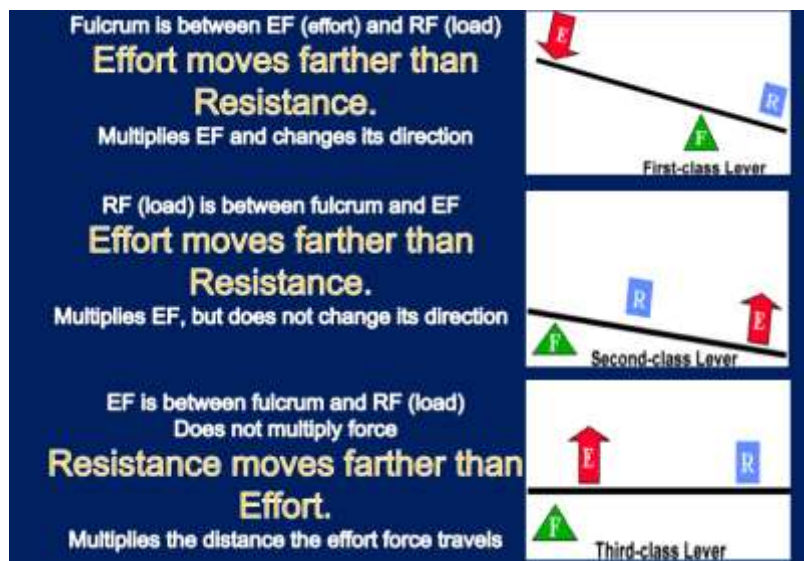 Fulcrum is between EF (effort) and RF (load)
Effort moves farther than
Resistance.
Multiplies EF and changes its direction
E
R
F
First-class Lever
RF (load) is between fulcrum and EF
Effort moves farther than
Resistance.
Multiplies EF, but does not change its direction
R
E
F
Second-class Lever
EF is between fulcrum and RF (load)
Does not multiply force
Resistance moves farther than
Effort.
Multiplies the distance the effort force travels
E
R
F
Third-class Lever